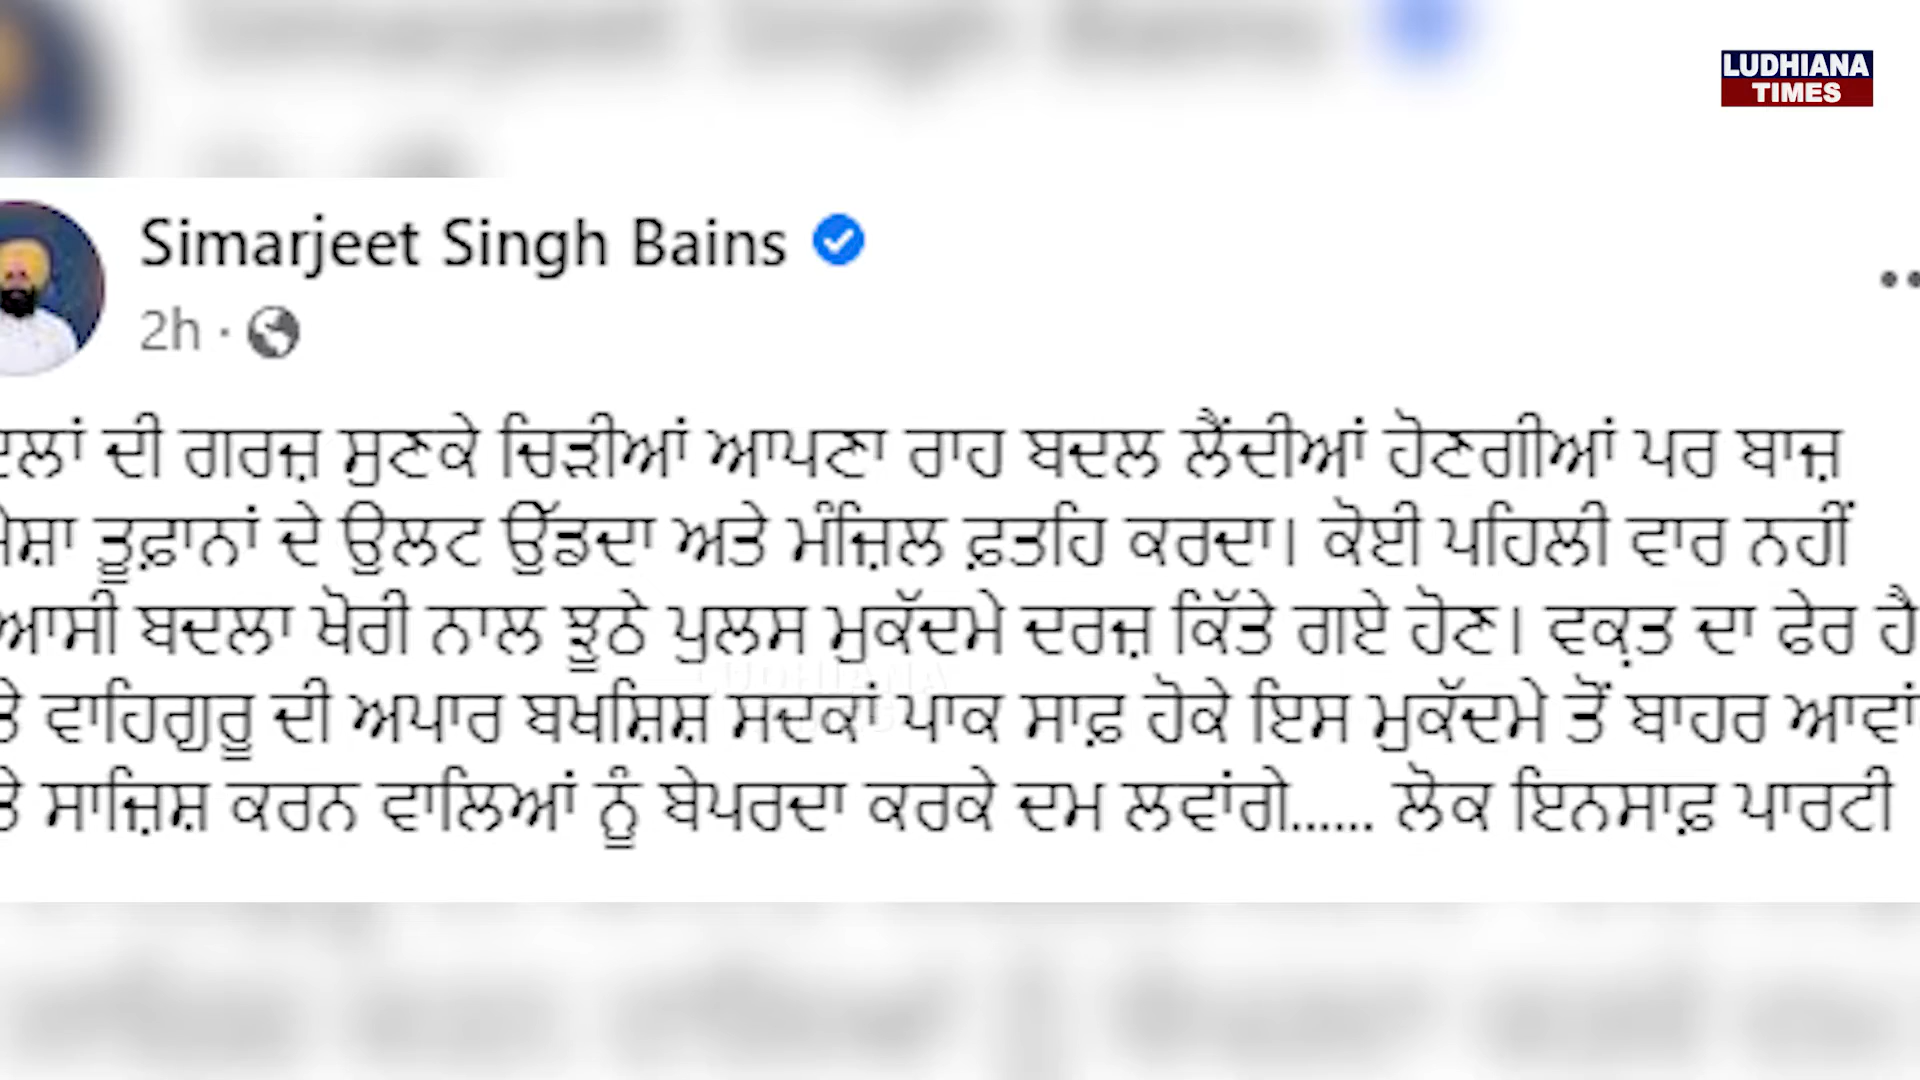 LUDHIANA
TIMES
Simarjeet Singh Bains
2h ·
ਦੀ ਗਰਜ਼ ਸੁਣਕੇ ਚਿੜੀਆਂ ਆਪਣਾ ਰਾਹ ਬਦਲ ਲੈਂਦੀਆਂ ਹੋਣਗੀਆਂ ਪਰ ਬਾਜ਼
ਤੂਫ਼ਾਨਾਂ ਦੇ ਉਲਟ ਉੱਡਦਾ ਅਤੇ ਮੰਜ਼ਿਲ ਫ਼ਤਹਿ ਕਰਦਾ। ਕੋਈ ਪਹਿਲੀ ਵਾਰ ਨਹੀਂ
ਬਦਲਾ ਖੋਰੀ ਨਾਲ ਝੂਠੇ ਪੁਲਸ ਮੁਕੱਦਮੇ ਦਰਜ਼ ਕਿੱਤੇ ਗਏ ਹੋਣ। ਵਕ਼ਤ ਦਾ ਫੇਰ ਹੈ
ਵਾਹਿਗੁਰੂ ਦੀ ਅਪਾਰ ਬਖਸ਼ਿਸ਼ ਸਦਕਾਂ ਪਾਕ ਸਾਫ਼ ਹੋਕੇ ਇਸ ਮੁਕੱਦਮੇ ਤੋਂ ਬਾਹਰ ਆਵਾਂ
ਸਾਜ਼ਿਸ਼ ਕਰਨ ਵਾਲਿਆਂ ਨੂੰ ਬੇਪਰਦਾ ਕਰਕੇ ਦਮ ਲਵਾਂਗੇ...... ਲੋਕ ਇਨਸਾਫ਼ ਪਾਰਟੀ